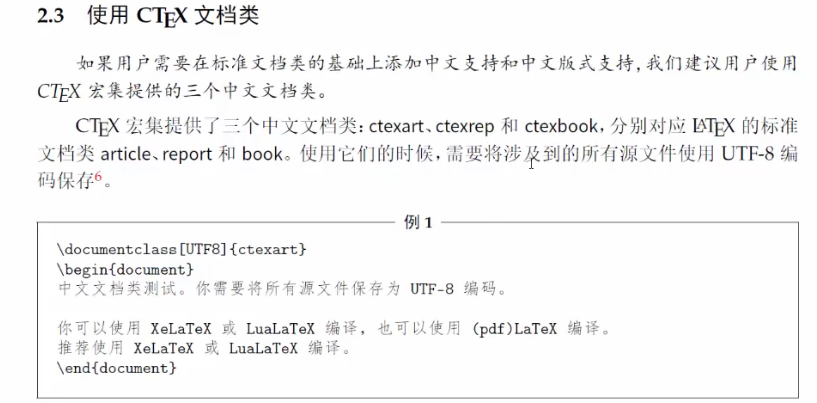 2.3 使用 CTEX 文档类
如果用户需要在标准文档类的基础上添加中文支持和中文版式支持，我们建议用户使用
CTEX 宏集提供的三个中文文档类。
CTEX 宏集提供了三个中文文档类：ctexart、ctexrep 和 ctexbook，分别对应 LATEX 的标准
文档类 article、report 和 book。使用它们的时候，需要将涉及到的所有源文件使用 UTF-8 编
码保存6。
例 1
\documentclass[UTF8]{ctexart}
\begin{document}
中文文档类测试。你需要将所有源文件保存为 UTF-8 编码。
你可以使用 XeLaTeX 或 LuaLaTeX 编译，也可以使用 (pdf)LaTeX 编译。
推荐使用 XeLaTeX 或 LuaLaTeX 编译。
\end{document}